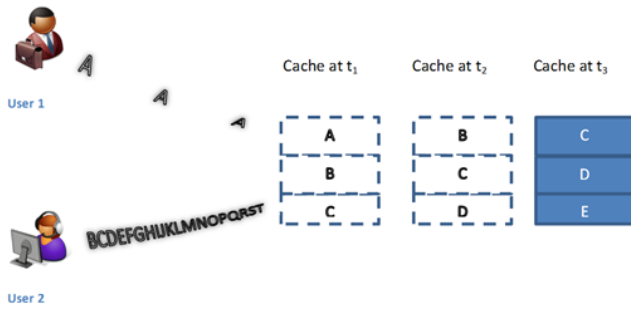 A
Cache at t₁
Cache at t₂
Cache at t₃
A
User 1
A
A
B
C
B
C
D
C
D
E
BCDEFGHIJKLMNOPQRST
User 2